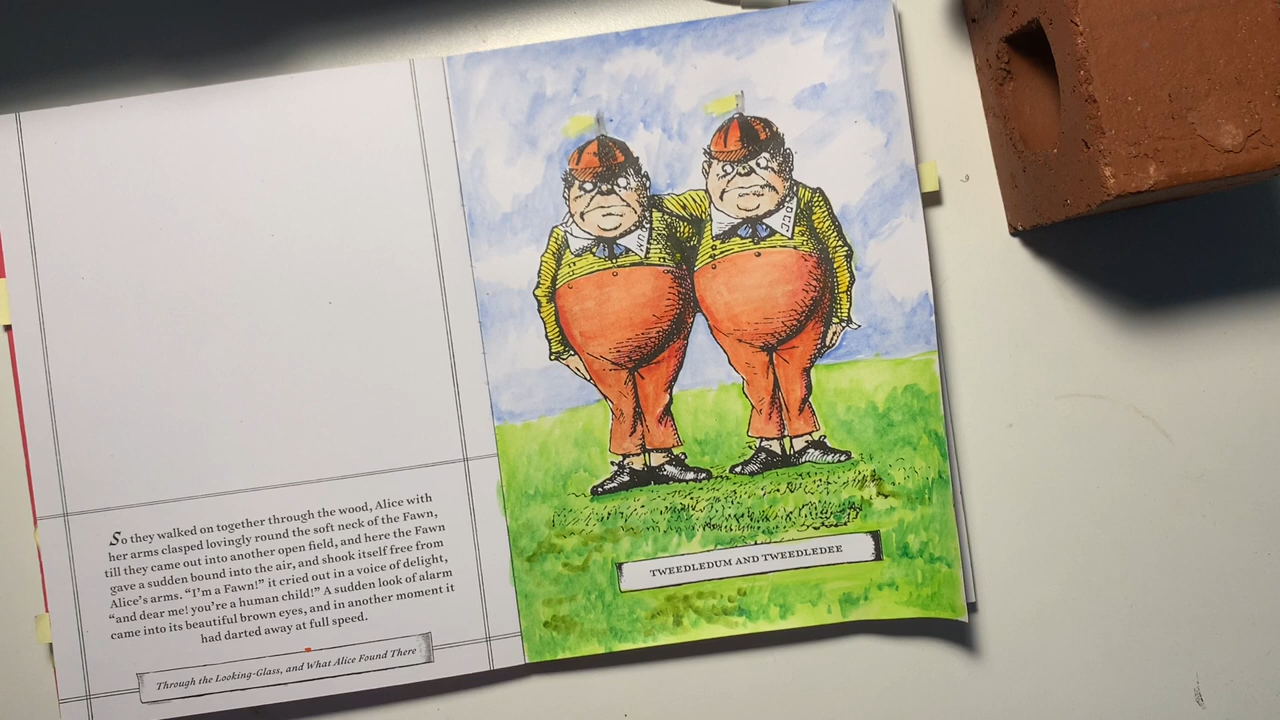 So they walked on together through the wood, Alice with
her arms clasped lovingly round the soft neck of the Fawn,
till they came out into another open field, and here the Fawn
gave a sudden bound into the air, and shook itself free from
Alice's arms. “I'm a Fawn!” it cried out in a voice of delight,
“and dear me! you're a human child!” A sudden look of alarm
came into its beautiful brown eyes, and in another moment it
had darted away at full speed.
Through the Looking-Glass, and What Alice Found There
TWEEDLEDUM AND TWEEDLEDEE